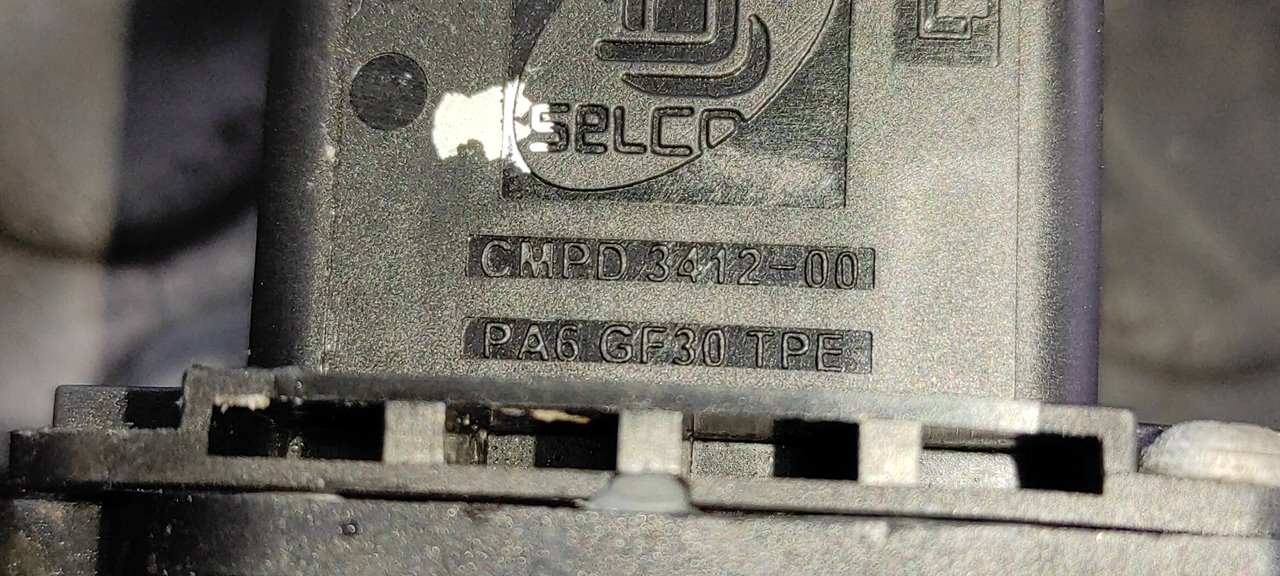 SELCO
CMPD 3412-00
PA6 GF30 TPE